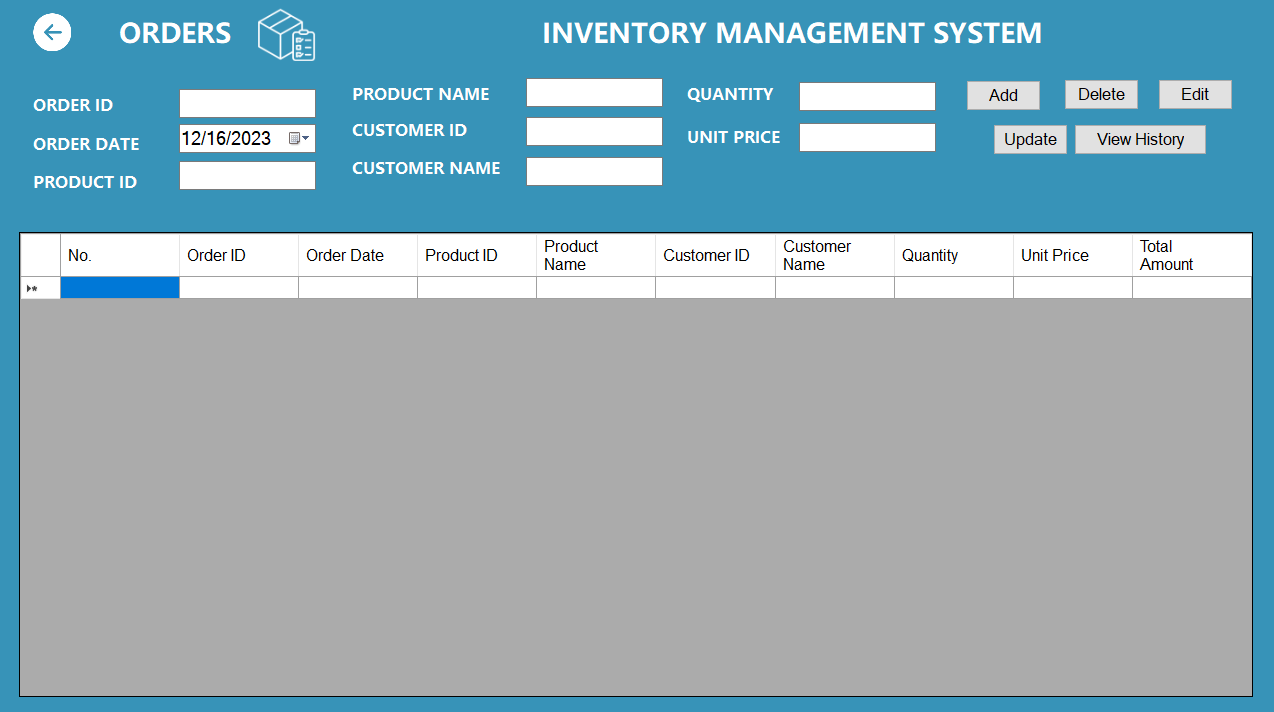 ORDERS
INVENTORY MANAGEMENT SYSTEM
ORDER ID
ORDER DATE
12/16/2023
PRODUCT ID
PRODUCT NAME
CUSTOMER ID
CUSTOMER NAME
QUANTITY
UNIT PRICE
Add
Delete
Edit
Update
View History
No.
Order ID
Order Date
Product ID
Product
Name
Customer ID
Customer
Name
Quantity
Unit Price
Total
Amount